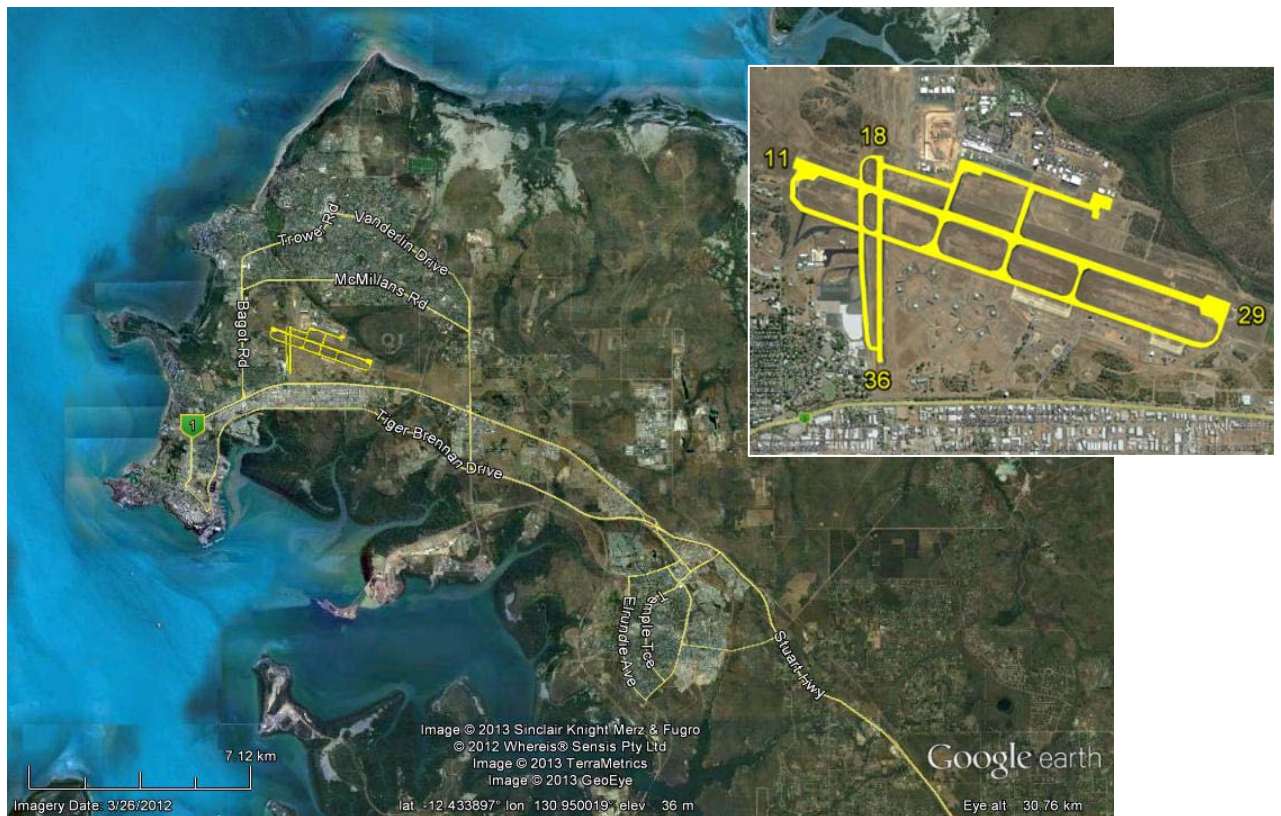 18
11
29
36
Trower Rd
Vanderlin Drive
McMillans Rd
Bagot Rd
1
Tiger Brennan Drive
Temple Tce
Elrundie Ave
Stuart Hwy
Image © 2013 Sinclair Knight Merz & Fugro
© 2012 Whereis® Sensis Pty Ltd
Image © 2013 TerraMetrics
Image © 2013 GeoEye
7.12 km
Google earth
Imagery Date: 3/26/2012
lat -12.433897° lon 130.950019° elev 36 m
Eye alt 30.76 km